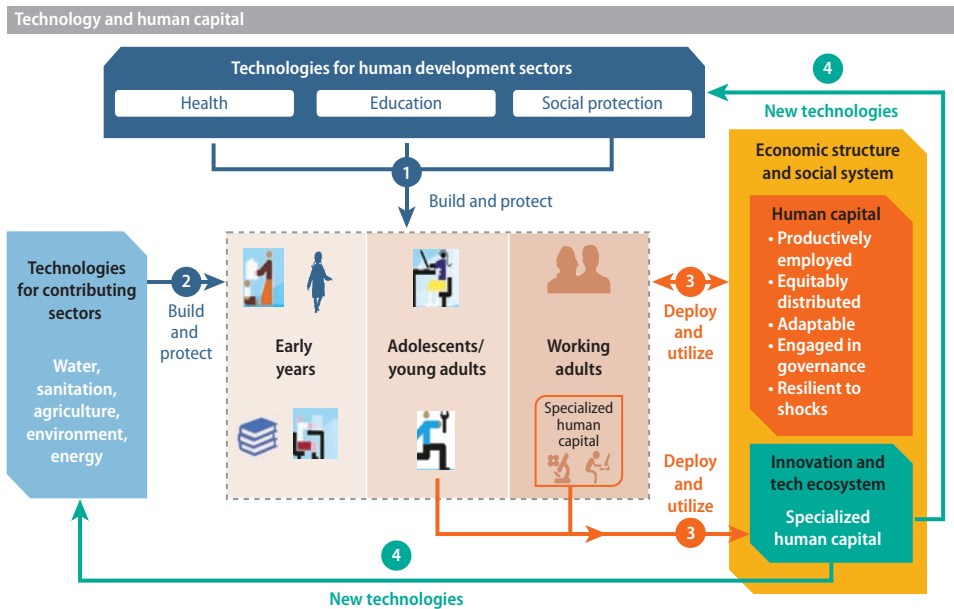 Technology and human capital
Technologies for human development sectors
Health
Education
Social protection
4
New technologies
1
Build and protect
Technologies
for contributing
sectors
Water,
sanitation,
agriculture,
environment,
energy
2
Build
and
protect
Early
years
Adolescents/
young adults
Working
adults
Specialized
human
capital
3
Deploy
and
utilize
Economic structure
and social system
Human capital
• Productively
employed
• Equitably
distributed
• Adaptable
• Engaged in
governance
• Resilient to
shocks
Deploy
and
utilize
3
Innovation and
tech ecosystem
Specialized
human capital
4
New technologies